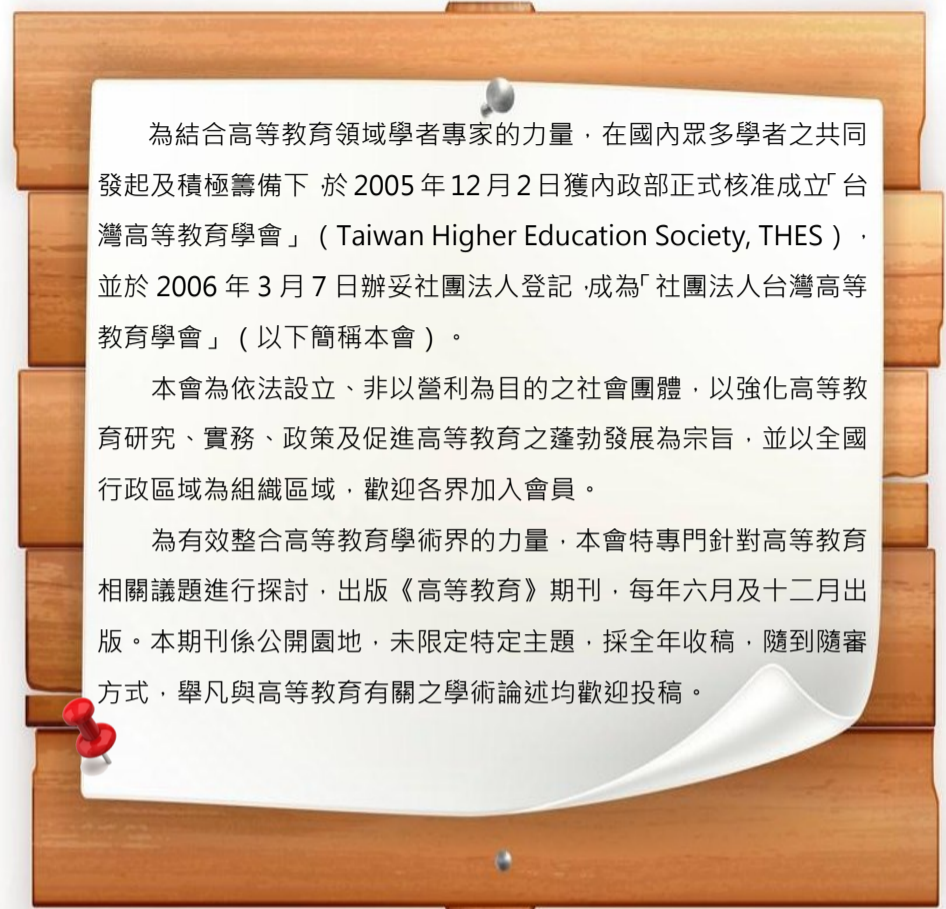 為結合高等教育領域學者專家的力量，在國內眾多學者之共同
發起及積極籌備下，於 2005 年 12 月 2 日獲內政部正式核准成立「台
灣高等教育學會」（Taiwan Higher Education Society, THES），
並於 2006 年 3 月 7 日辦妥社團法人登記，成為「社團法人台灣高等
教育學會」（以下簡稱本會）。
本會為依法設立、非以營利為目的之社會團體，以強化高等教
育研究、實務、政策及促進高等教育之蓬勃發展為宗旨，並以全國
行政區域為組織區域，歡迎各界加入會員。
為有效整合高等教育學術界的力量，本會特專門針對高等教育
相關議題進行探討，出版《高等教育》期刊，每年六月及十二月出
版。本期刊係公開園地，未限定特定主題，採全年收稿，隨到隨審
方式，舉凡與高等教育有關之學術論述均歡迎投稿。